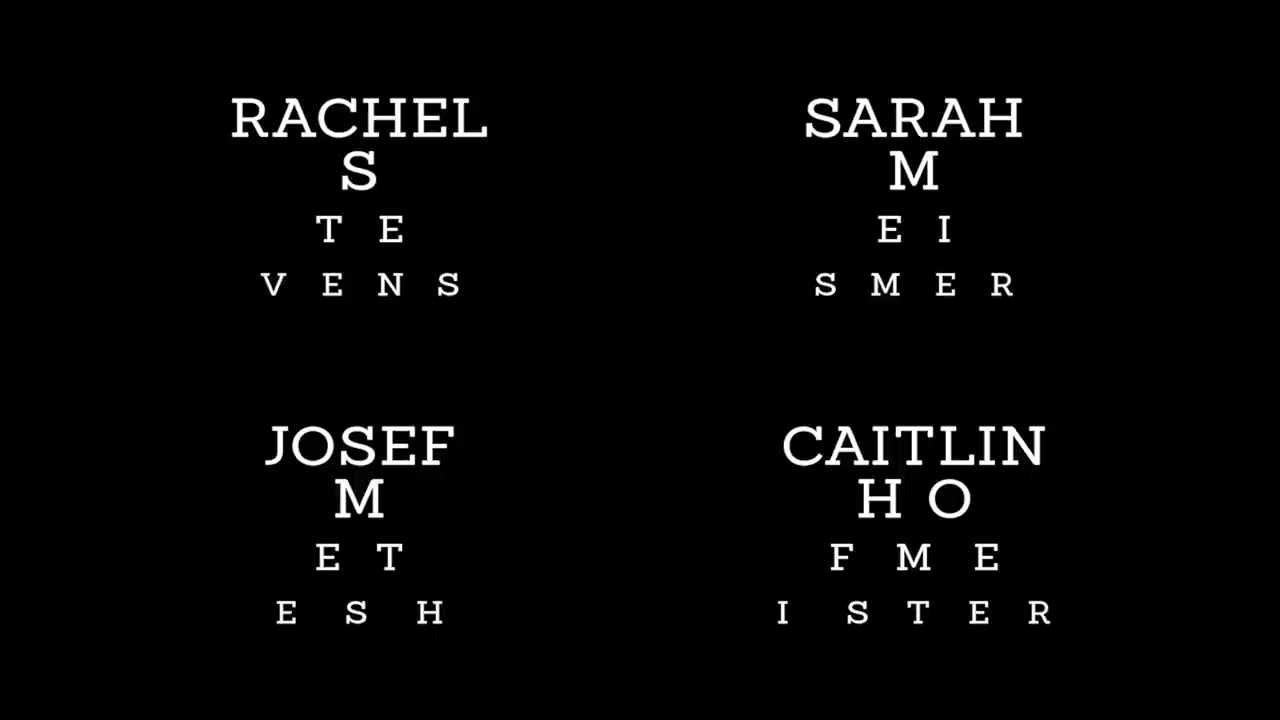 RACHEL
S
T E
V E N S
SARAH
M
E I
S M E R
JOSEF
M
E T
E S H
CAITLIN
H O
F M E
I S T E R